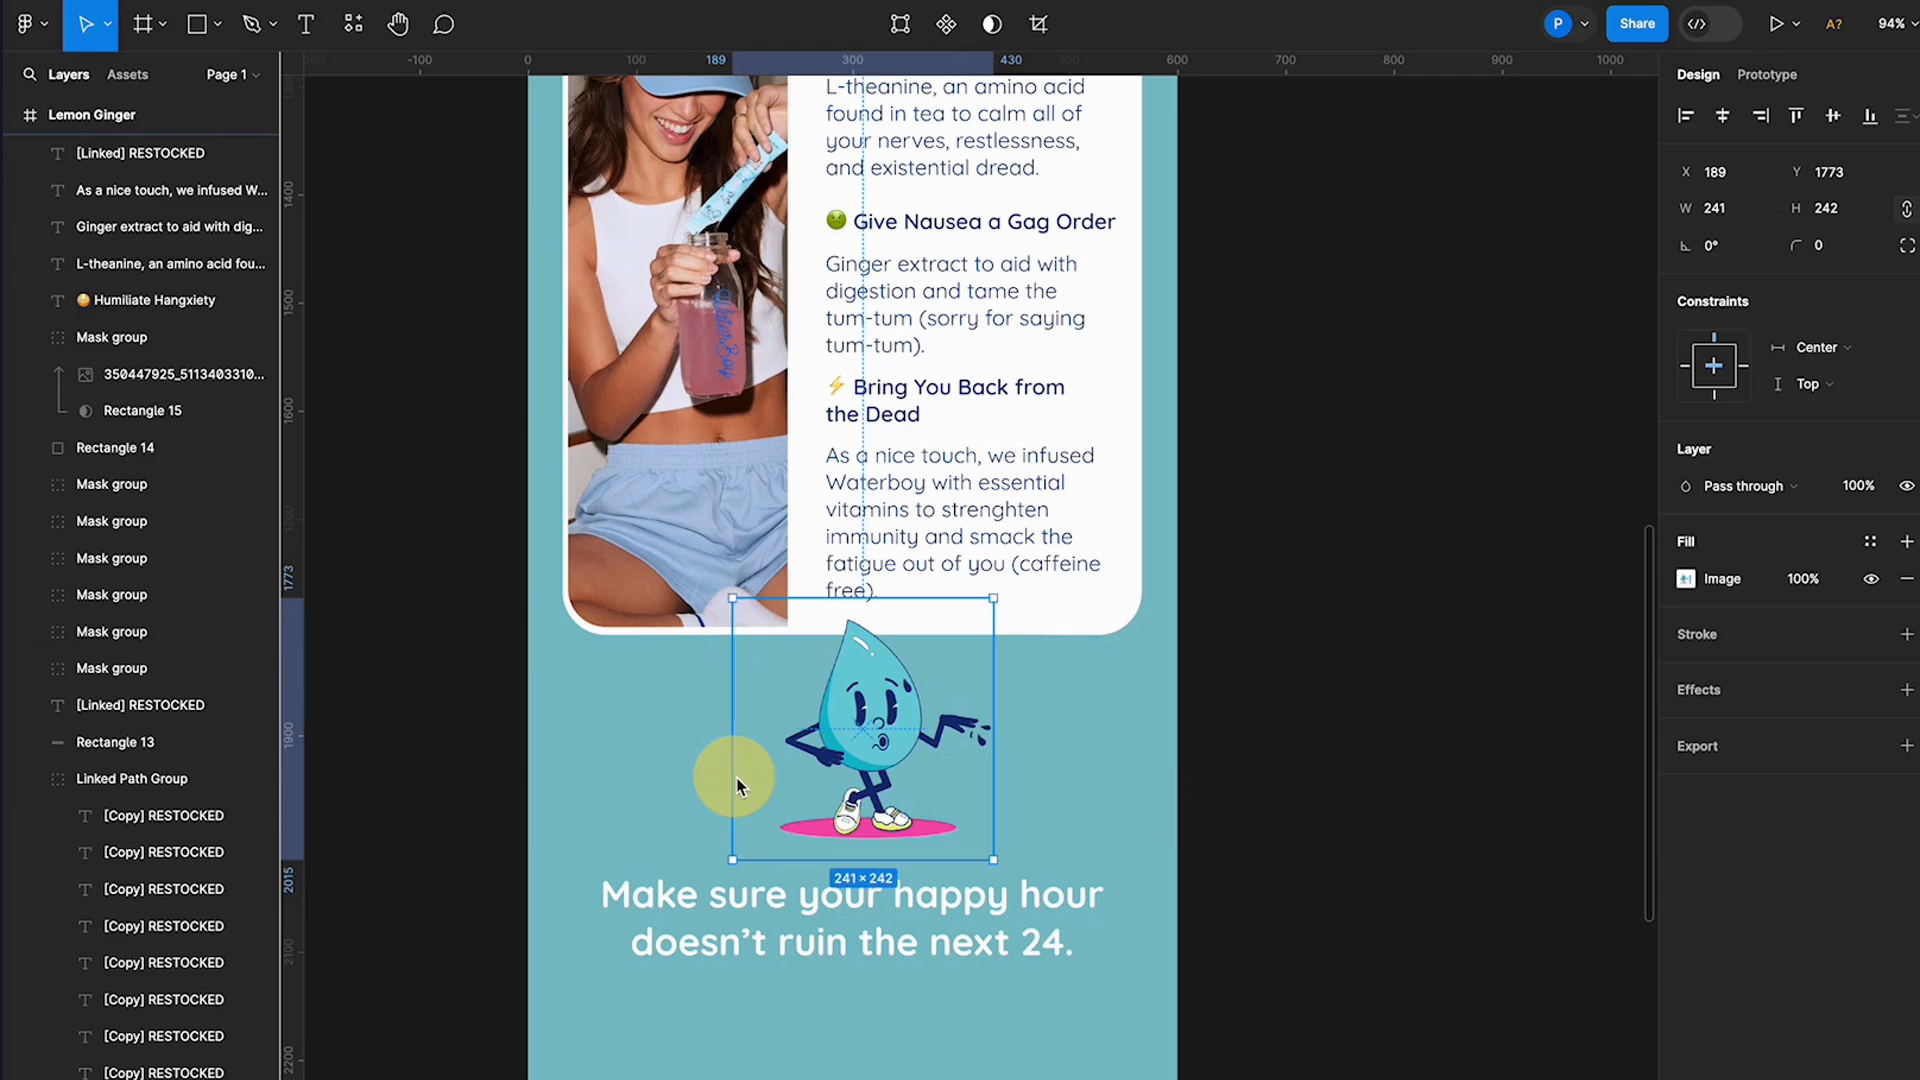 Share
94%
A?
P
Layers
Assets
Page 1
-100
0
100
189
300
430
500
600
700
800
900
1000
Design
Prototype
Lemon Ginger
[Linked] RESTOCKED
As a nice touch, we infused W...
Ginger extract to aid with dig...
L-theanine, an amino acid fou...
Humiliate Hangxiety
Mask group
350447925_5113403310...
Rectangle 15
Rectangle 14
Mask group
Mask group
Mask group
Mask group
Mask group
Mask group
[Linked] RESTOCKED
Rectangle 13
Linked Path Group
[Copy] RESTOCKED
[Copy] RESTOCKED
[Copy] RESTOCKED
[Copy] RESTOCKED
[Copy] RESTOCKED
[Copy] RESTOCKED
[Copy] RESTOCKED
[Copy] RESTOCKED
1300
1400
1500
1600
1700
1773
1900
2015
2100
2200
L-theanine, an amino acid
found in tea to calm all of
your nerves, restlessness,
and existential dread.
🤢 Give Nausea a Gag Order
Ginger extract to aid with
digestion and tame the
tum-tum (sorry for saying
tum-tum).
⚡ Bring You Back from
the Dead
As a nice touch, we infused
Waterboy with essential
vitamins to strenghten
immunity and smack the
fatigue out of you (caffeine
free).
WaterBoy
241 × 242
Make sure your happy hour
doesn't ruin the next 24.
X 189
Y 1773
W 241
H 242
0°
0
Constraints
Center
Top
Layer
Pass through
100%
Fill
Image
100%
Stroke
Effects
Export